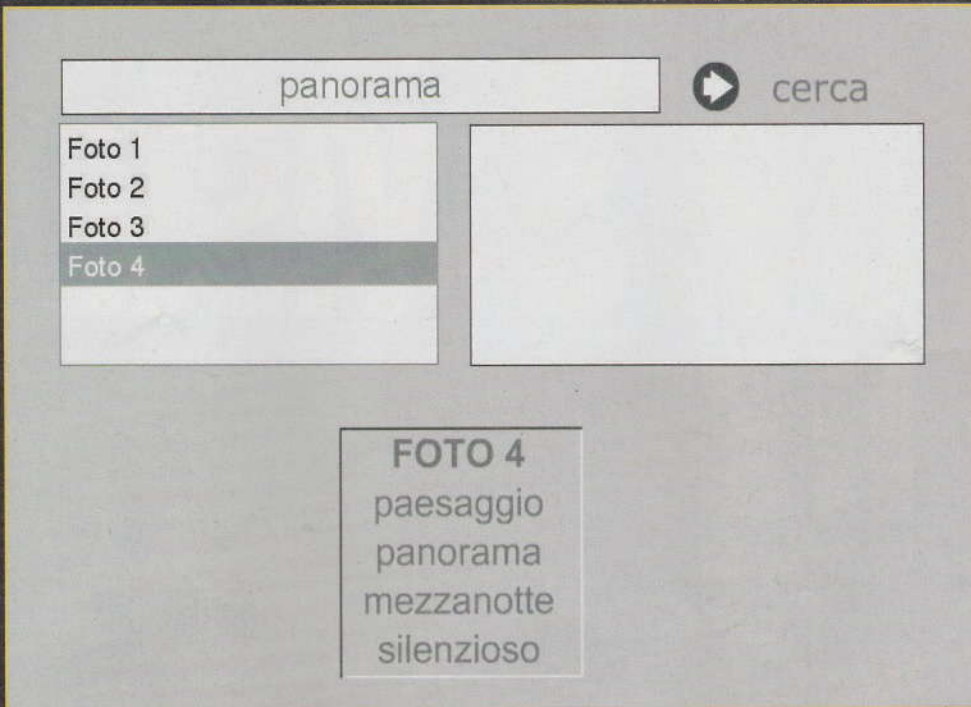 panorama
cerca
Foto 1
Foto 2
Foto 3
Foto 4
FOTO 4
paesaggio
panorama
mezzanotte
silenzioso